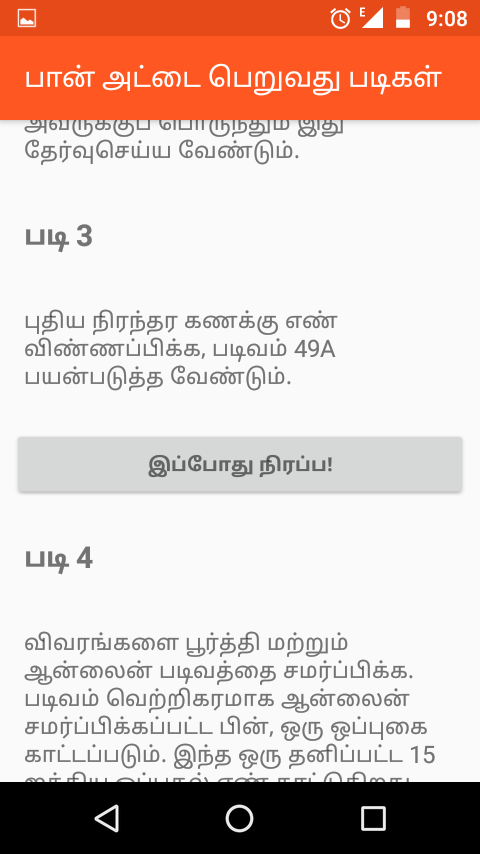 E
9:08
பான் அட்டை பெறுவது படிகள்
அவருக்குப் பொருந்தும் இது
தேர்வுசெய்ய வேண்டும்.
படி 3
புதிய நிரந்தர கணக்கு எண்
விண்ணப்பிக்க, படிவம் 49A
பயன்படுத்த வேண்டும்.
இப்போது நிரப்ப!
படி 4
விவரங்களை பூர்த்தி மற்றும்
ஆன்லைன் படிவத்தை சமர்ப்பிக்க.
படிவம் வெற்றிகரமாக ஆன்லைன்
சமர்ப்பிக்கப்பட்ட பின், ஒரு ஒப்புகை
காட்டப்படும். இந்த ஒரு தனிப்பட்ட 15